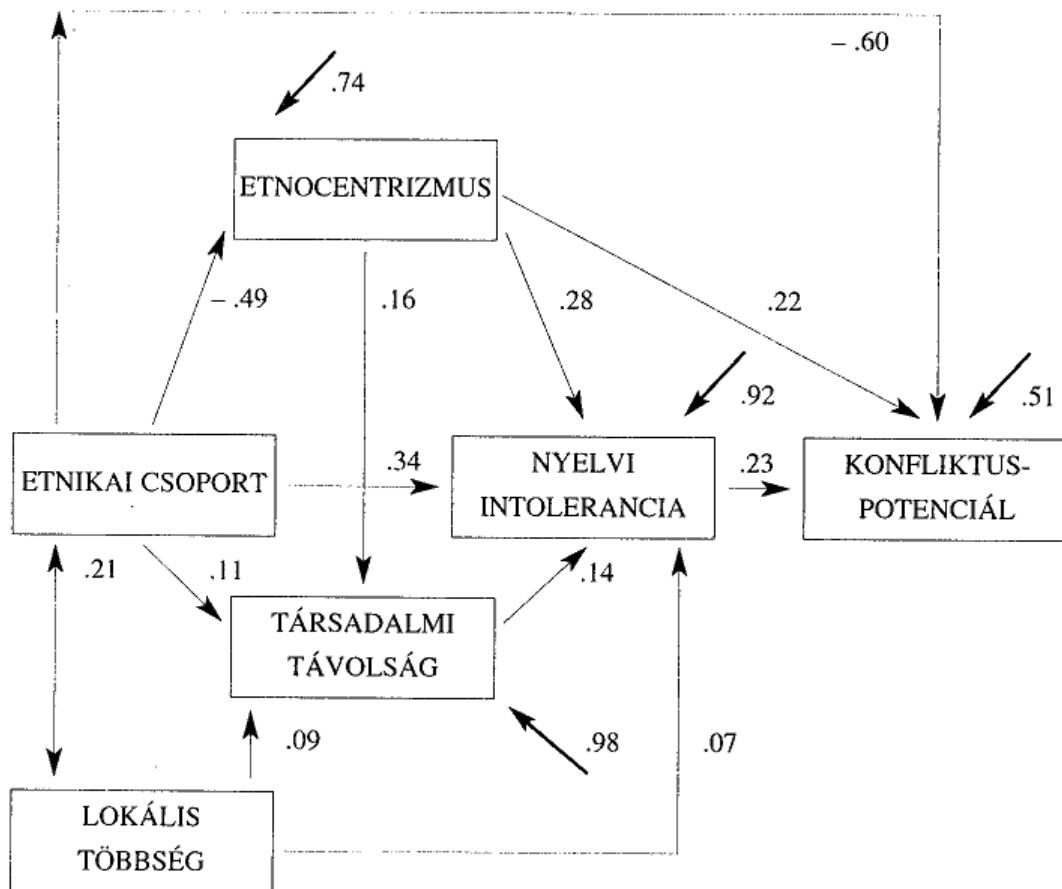 – .60
.74
ETNOCENTRIZMUS
– .49
.16
.28
.22
.92
.51
ETNIKAI CSOPORT
.34
NYELVI
INTOLERANCIA
.23
KONFLIKTUS-
POTENCIÁL
.21
.11
.14
TÁRSADALMI
TÁVOLSÁG
.09
.98
.07
LOKÁLIS
TÖBBSÉG